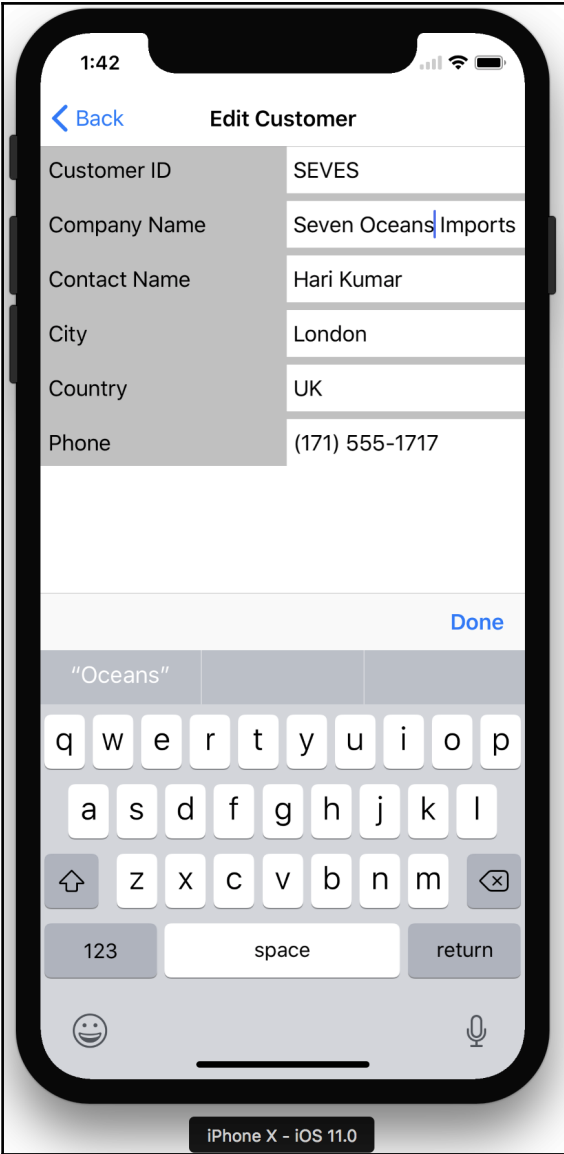 1:42
Back Edit Customer
Customer ID SEVES
Company Name Seven Oceans Imports
Contact Name Hari Kumar
City London
Country UK
Phone (171) 555-1717
Done
“Oceans”
q w e r t y u i o p
a s d f g h j k l
z x c v b n m
123 space return
iPhone X - iOS 11.0